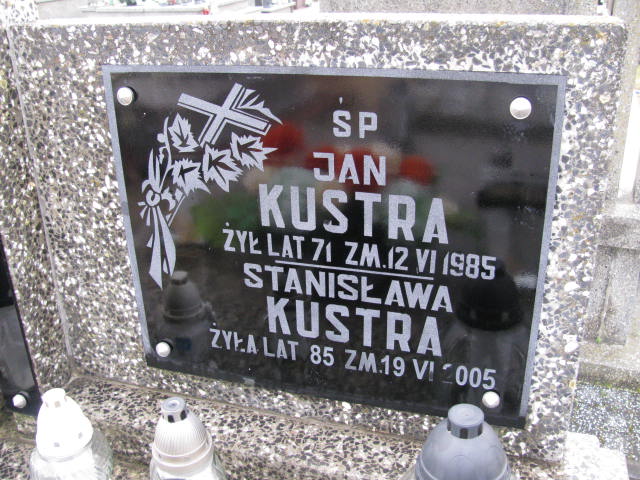 ŚP
JAN
KUSTRA
ŻYŁ LAT 71 ZM.12 VI 1985
STANISŁAWA
KUSTRA
ŻYŁA LAT 85 ZM.19 VI 2005